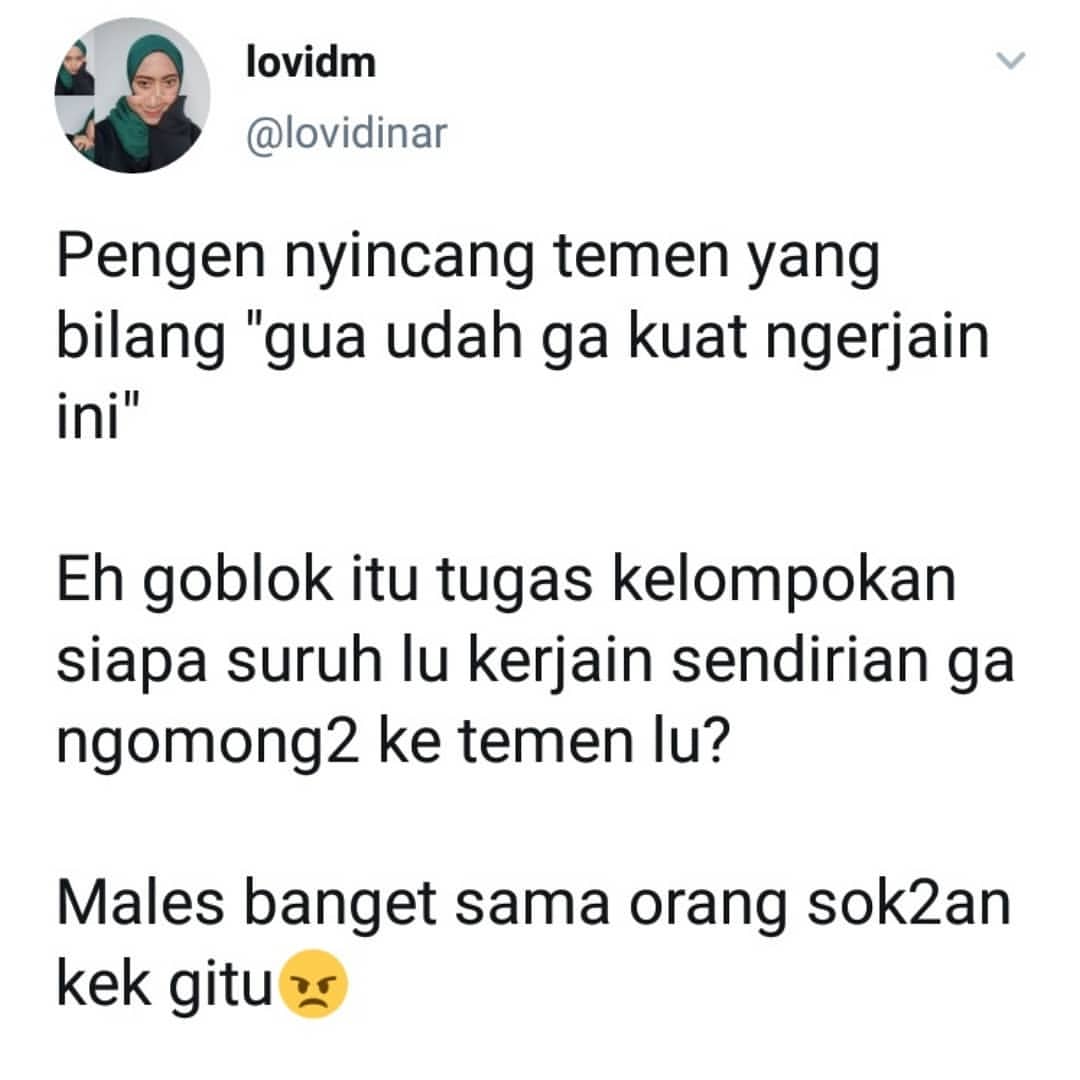 lovidm
@lovidinar
Pengen nyincang temen yang
bilang "gua udah ga kuat ngerjain
ini"
Eh goblok itu tugas kelompokan
siapa suruh lu kerjain sendirian ga
ngomong2 ke temen lu?
Males banget sama orang sok2an
kek gitu😠